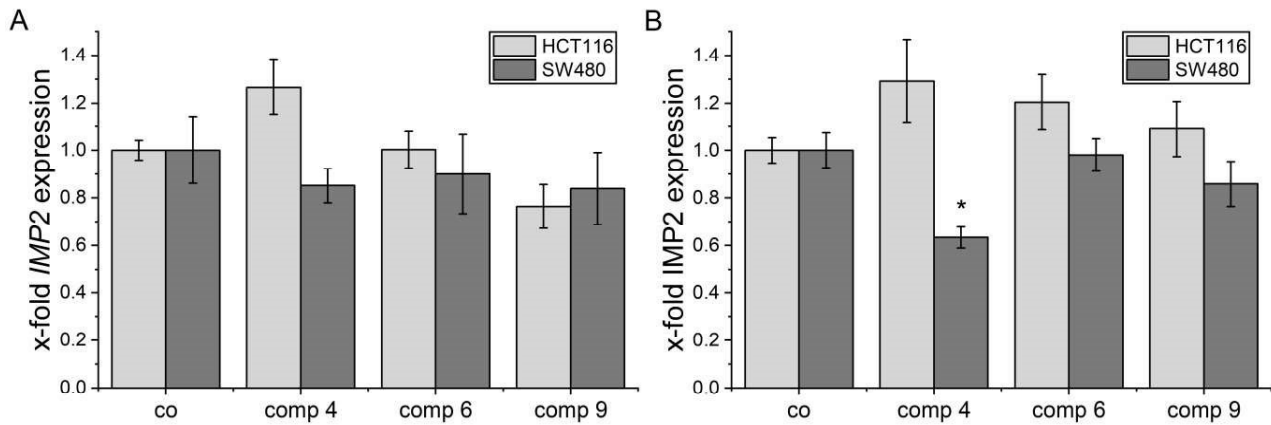 A
x-fold IMP2 expression
1.4
1.2
1.0
0.8
0.6
0.4
0.2
0.0
HCT116
SW480
co comp 4 comp 6 comp 9
B
x-fold IMP2 expression
1.4
1.2
1.0
0.8
0.6
0.4
0.2
0.0
HCT116
SW480
*
co comp 4 comp 6 comp 9